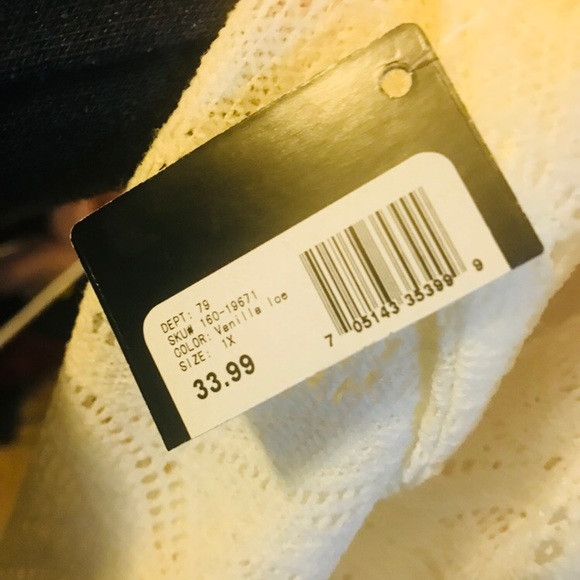 DEPT: 79
SKU# 160-19671
COLOR: Vanilla Ice
SIZE: 1X
33.99
7 05143 35399 9